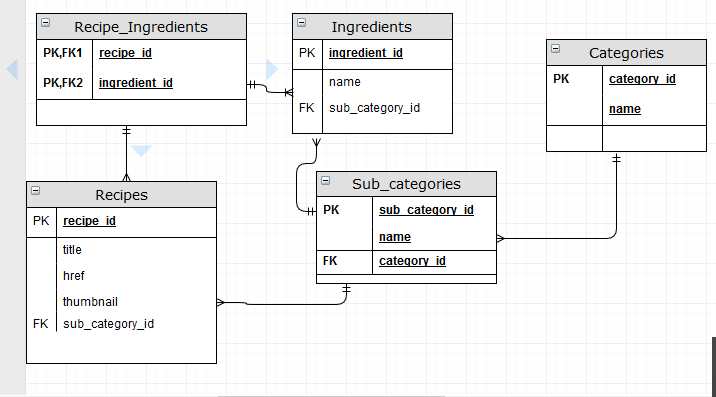 Recipe_Ingredients
PK,FK1 recipe_id
PK,FK2 ingredient_id
Ingredients
PK ingredient_id
name
FK sub_category_id
Categories
PK category_id
name
Recipes
PK recipe_id
title
href
thumbnail
FK sub_category_id
Sub_categories
PK sub_category_id
name
FK category_id